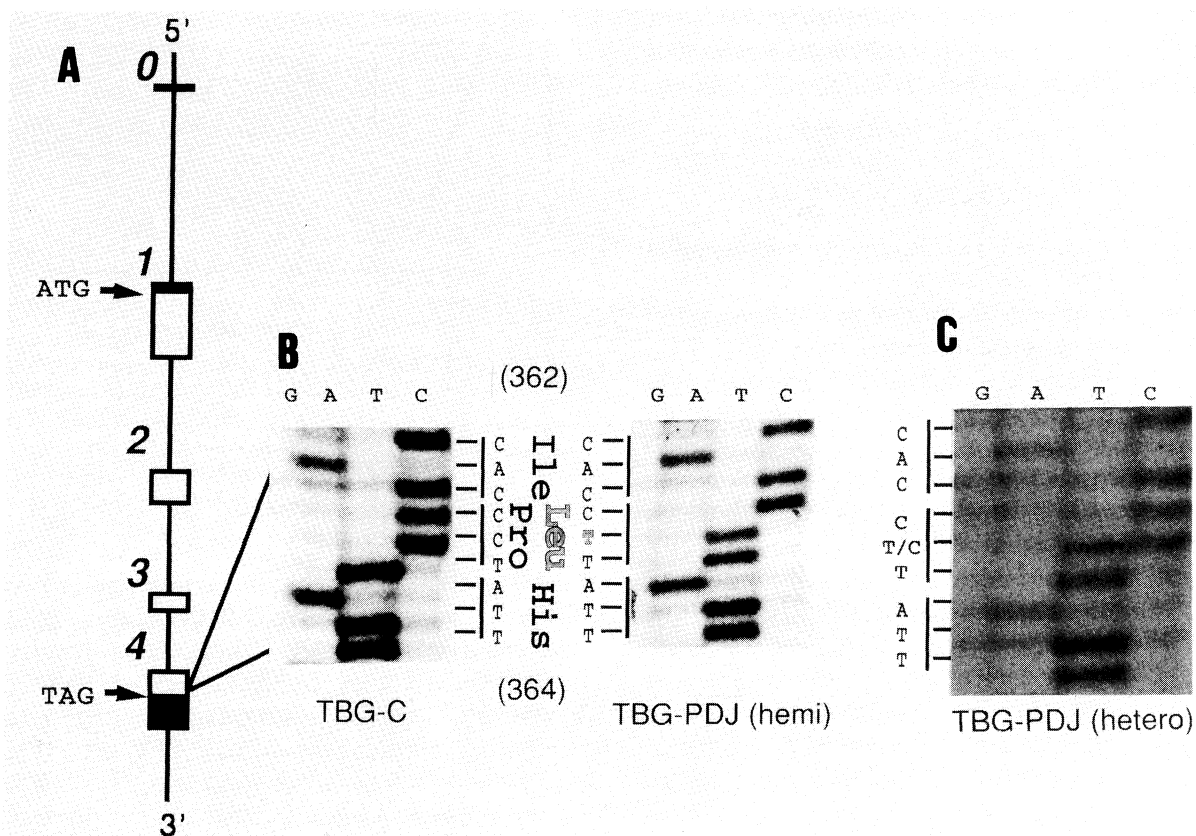 A
5'
0
1
ATG
2
3
4
TAG
3'
B
(362)
G A T C
C
A
C
C
C
T
A
T
T
Ile
Pro
Leu
His
(364)
TBG-C
G A T C
C
A
C
C
T
T
A
T
T
TBG-PDJ (hemi)
C
G A T C
C
A
C
C
T/C
T
A
T
T
TBG-PDJ (hetero)